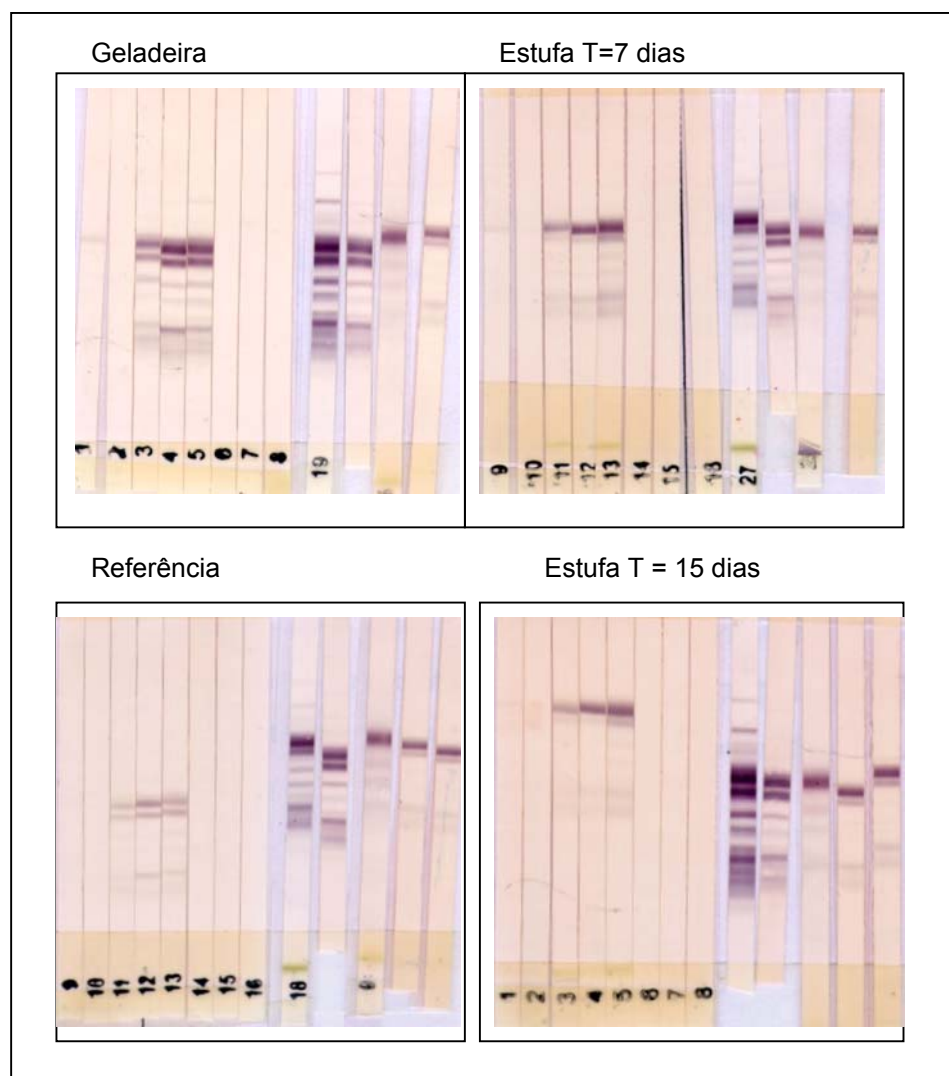 Geladeira
Estufa T=7 dias
1 2 3 4 5 6 7 8 19
9 10 11 12 13 14 15 27
Referência
Estufa T = 15 dias
9 10 11 12 13 14 15 16 18
1 2 3 4 5 6 7 8